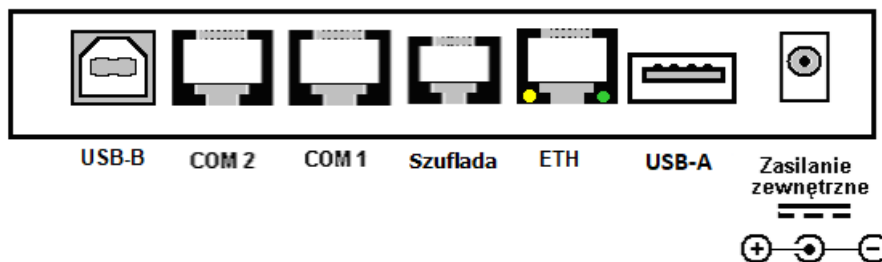 USB-B
COM 2
COM 1
Szuflada
ETH
USB-A
Zasilanie
zewnętrzne